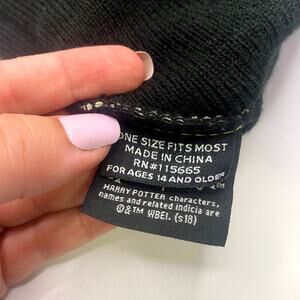 ONE SIZE FITS MOST
MADE IN CHINA
RN#115665
FOR AGES 14 AND OLDER
HARRY POTTER characters,
names and related indicia are
©&™ WBEI. (s18)